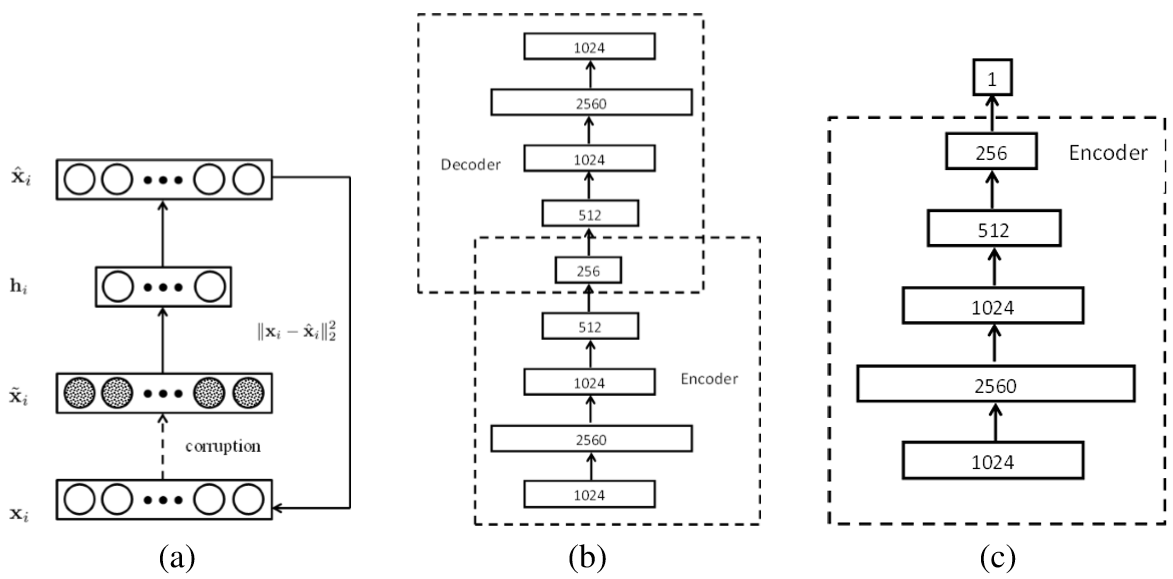 x̂ᵢ
hᵢ
‖xᵢ − x̂ᵢ‖₂²
x̃ᵢ
corruption
xᵢ
(a)
1024
2560
1024
Decoder
512
256
512
1024
Encoder
2560
1024
(b)
1
256
Encoder
512
1024
2560
1024
(c)